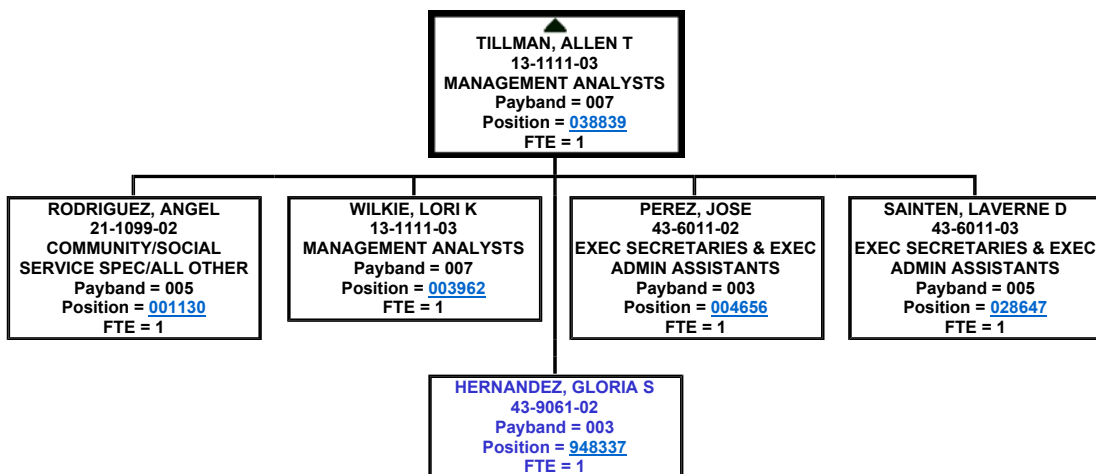 TILLMAN, ALLEN T
13-1111-03
MANAGEMENT ANALYSTS
Payband = 007
Position = 038839
FTE = 1
RODRIGUEZ, ANGEL
21-1099-02
COMMUNITY/SOCIAL
SERVICE SPEC/ALL OTHER
Payband = 005
Position = 001130
FTE = 1
WILKIE, LORI K
13-1111-03
MANAGEMENT ANALYSTS
Payband = 007
Position = 003962
FTE = 1
PEREZ, JOSE
43-6011-02
EXEC SECRETARIES & EXEC
ADMIN ASSISTANTS
Payband = 003
Position = 004656
FTE = 1
SAINTEN, LAVERNE D
43-6011-03
EXEC SECRETARIES & EXEC
ADMIN ASSISTANTS
Payband = 005
Position = 028647
FTE = 1
HERNANDEZ, GLORIA S
43-9061-02
Payband = 003
Position = 948337
FTE = 1